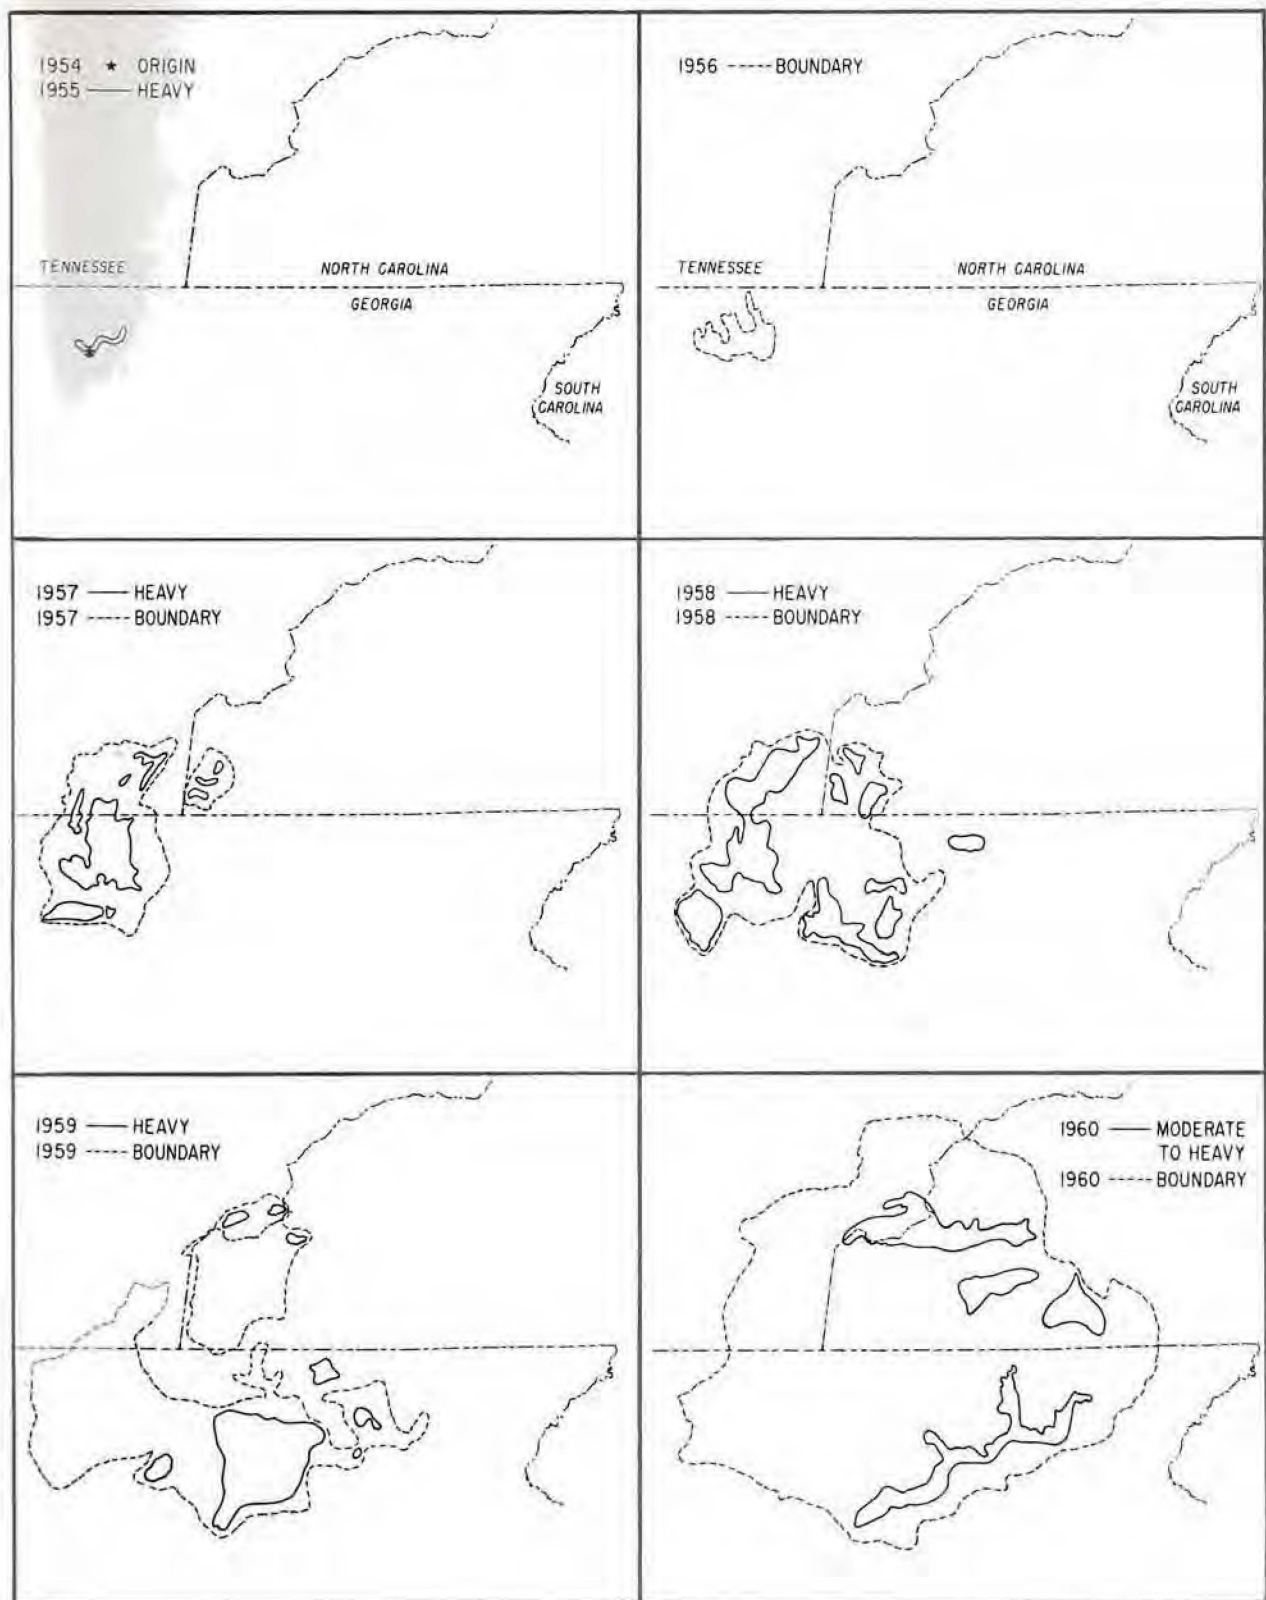 1954 ★ ORIGIN
1955 —— HEAVY
TENNESSEE
NORTH CAROLINA
GEORGIA
SOUTH
CAROLINA
1956 ----- BOUNDARY
TENNESSEE
NORTH CAROLINA
GEORGIA
SOUTH
CAROLINA
1957 —— HEAVY
1957 ----- BOUNDARY
1958 —— HEAVY
1958 ----- BOUNDARY
1959 —— HEAVY
1959 ----- BOUNDARY
1960 —— MODERATE
TO HEAVY
1960 ----- BOUNDARY